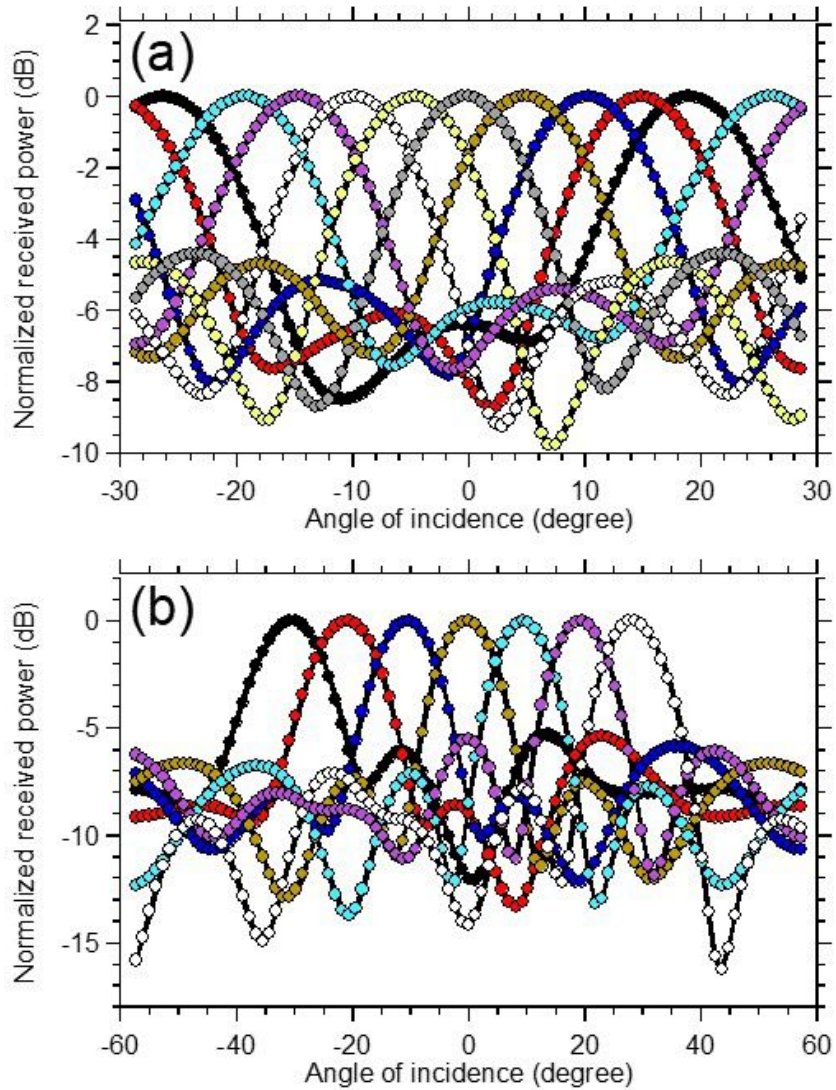 (a)
Normalized received power (dB)
2
0
-2
-4
-6
-8
-10
-30 -20 -10 0 10 20 30
Angle of incidence (degree)
(b)
Normalized received power (dB)
0
-5
-10
-15
-60 -40 -20 0 20 40 60
Angle of incidence (degree)